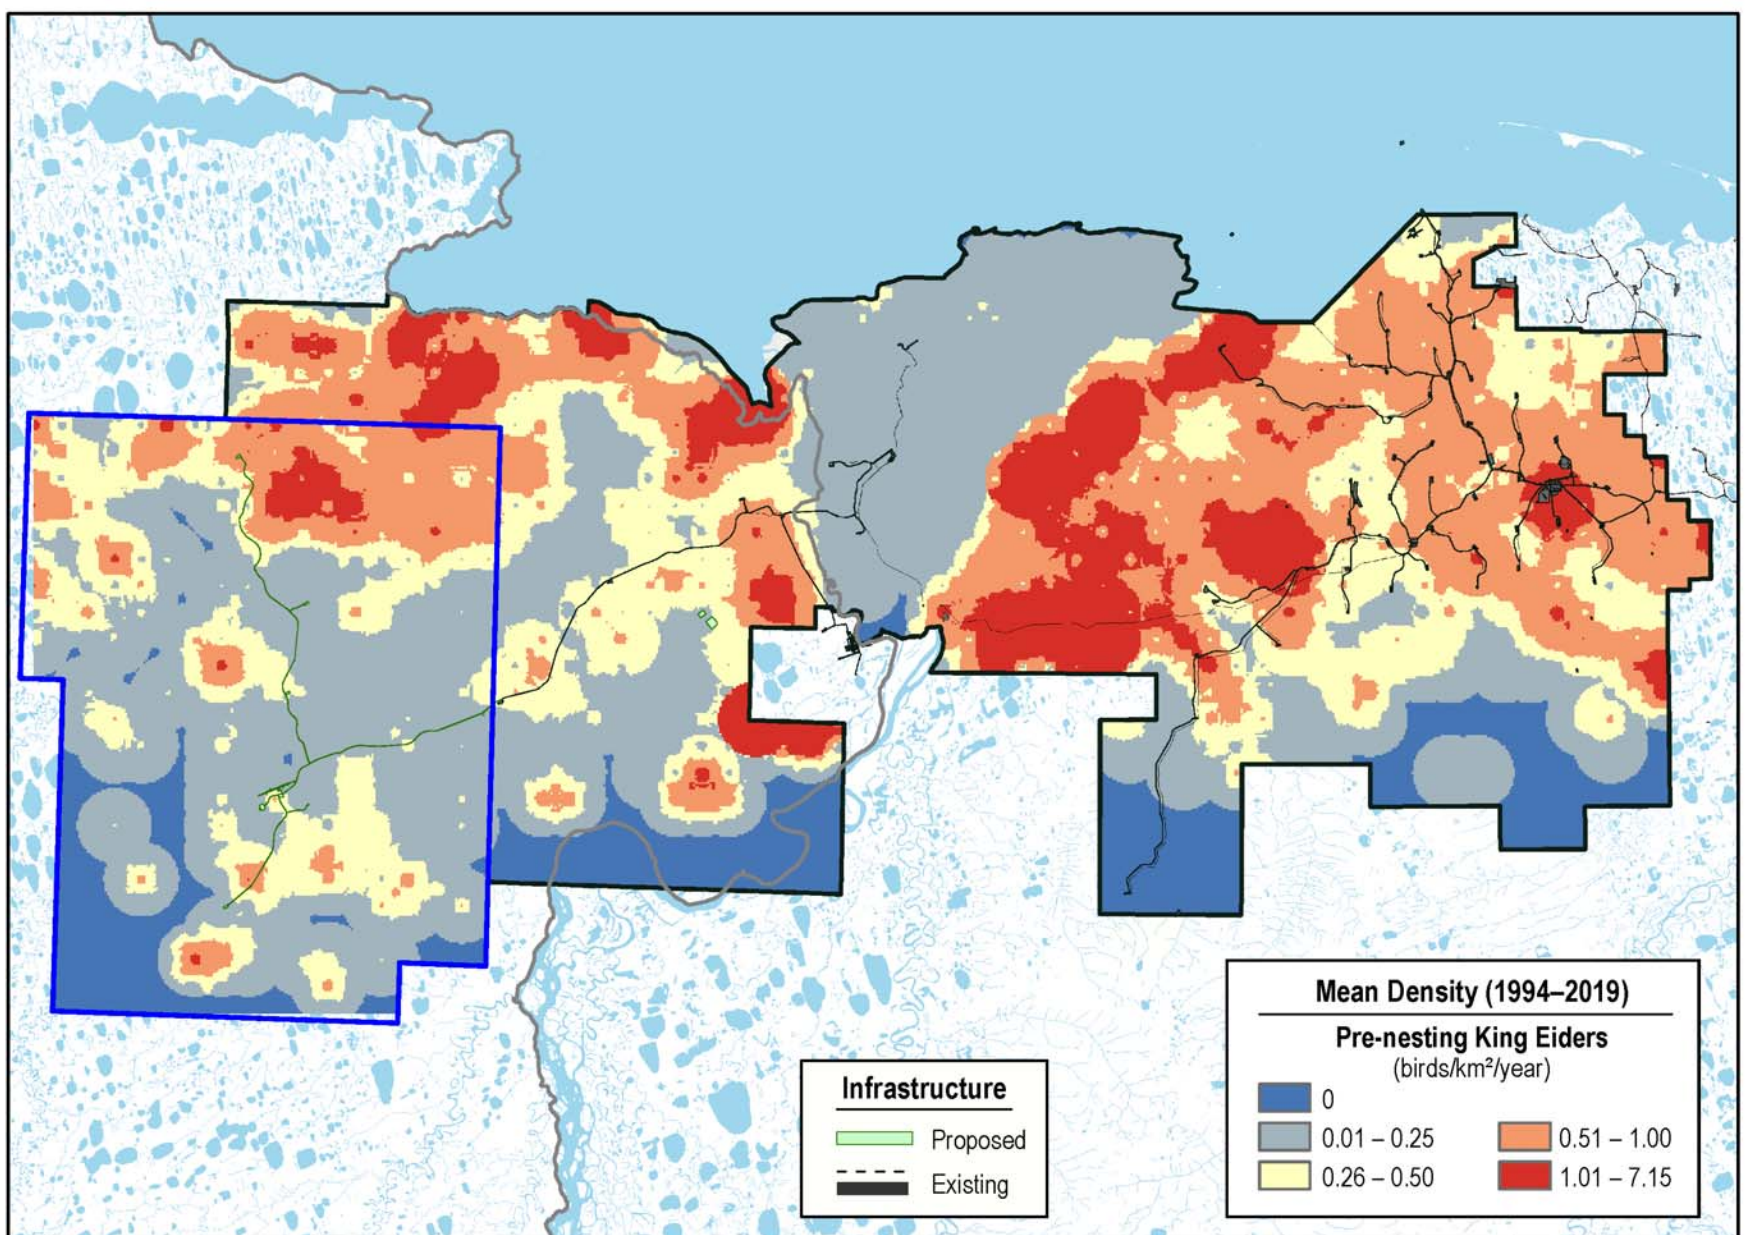 Infrastructure
Proposed
Existing
Mean Density (1994–2019)
Pre-nesting King Eiders
(birds/km²/year)
0
0.01 – 0.25
0.26 – 0.50
0.51 – 1.00
1.01 – 7.15